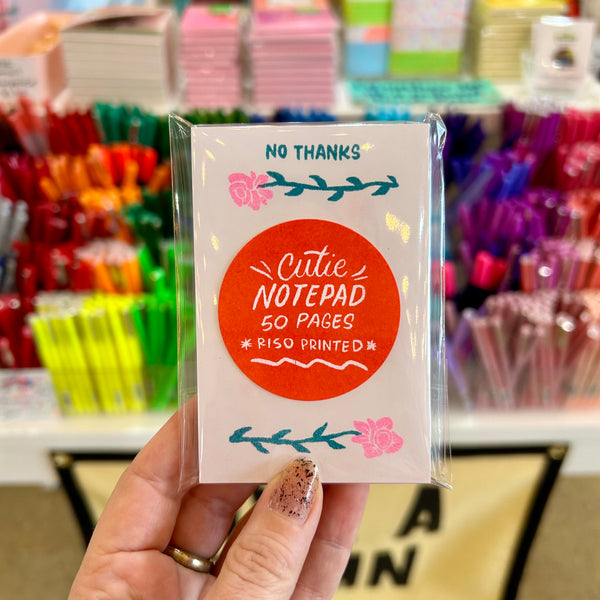 NO THANKS
Cutie
NOTEPAD
50 PAGES
*RISO PRINTED*
A